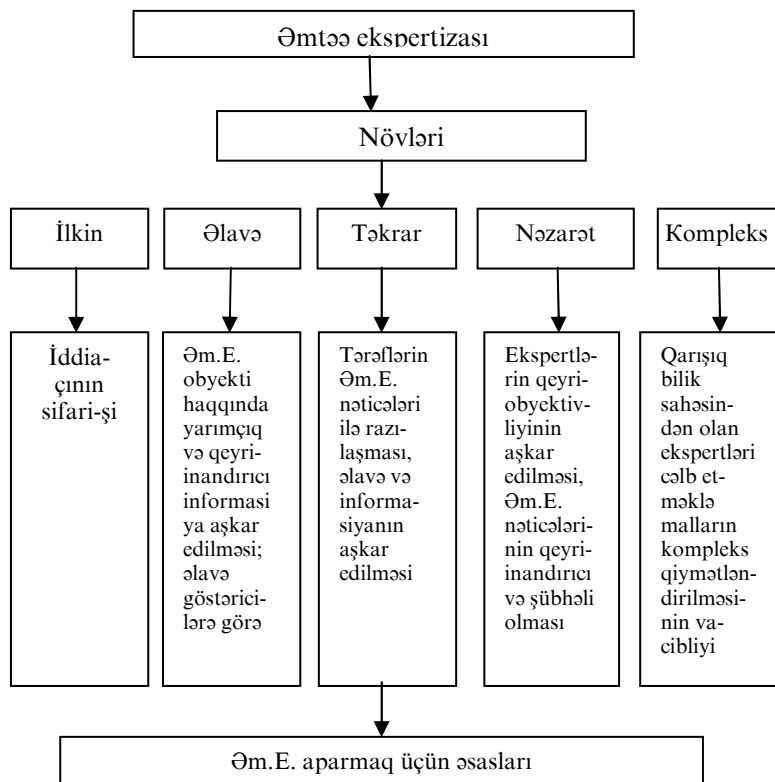 Əmtəə ekspertizası
Növləri
İlkin
Əlavə
Təkrar
Nəzarət
Kompleks
İddia-
çının
sifari-şi
Əm.E.
obyekti
haqqında
yarımçıq
və qeyri-
inandırıcı
informasi
ya aşkar
edilməsi;
əlavə
göstərici-
lərə görə
Tərəflərin
Əm.E.
nəticələri
ilə razı-
laşması,
əlavə və
informa-
siyanın
aşkar
edilməsi
Ekspertlə-
rin qeyri-
obyektiv-
liyinin
aşkar
edilməsi,
Əm.E.
nəticələri-
nin qeyri-
inandırıcı
və şübhəli
olması
Qarışıq
bilik
sahəsin-
dən olan
ekspertləri
cəlb et-
məklə
malların
kompleks
qiymətlən-
dirilməsi-
nin va-
cibliyi
Əm.E. aparmaq üçün əsasları